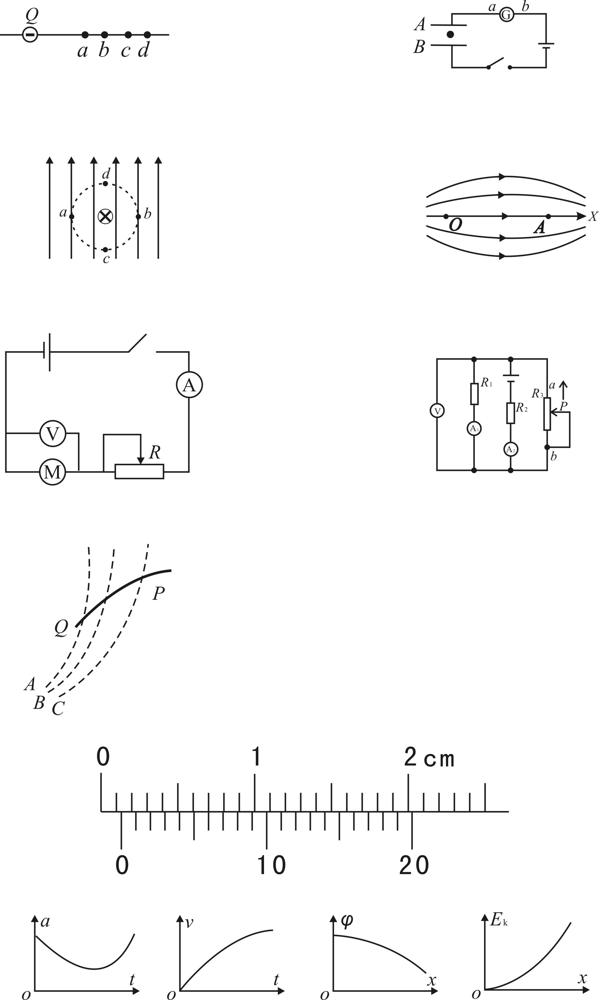 Q
a b c d
a G b
A
B
d
a b
c
O A X
A
V
M R
R1 R2 R3
a P
V A1 A2
b
P
Q
A
B C
0 1 2 cm
0 10 20
a v φ Ek
t t x x
o o o o